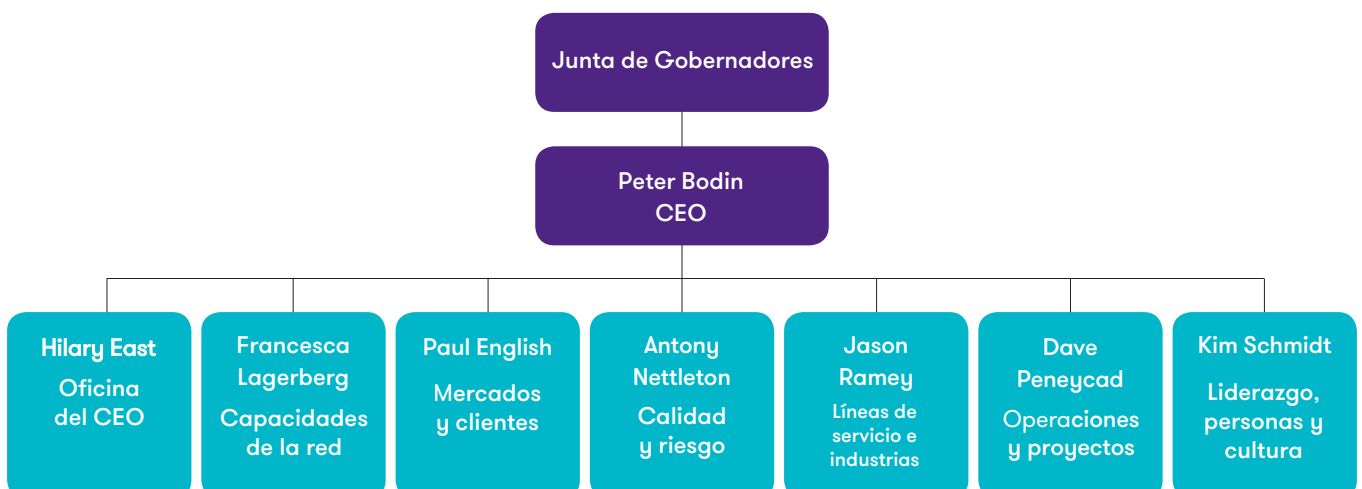 Junta de Gobernadores
Peter Bodin
CEO
Hilary East
Oficina
del CEO
Francesca
Lagerberg
Capacidades
de la red
Paul English
Mercados
y clientes
Antony
Nettleton
Calidad
y riesgo
Jason
Ramey
Líneas de
servicio e
industrias
Dave
Peneycad
Operaciones
y proyectos
Kim Schmidt
Liderazgo,
personas y
cultura